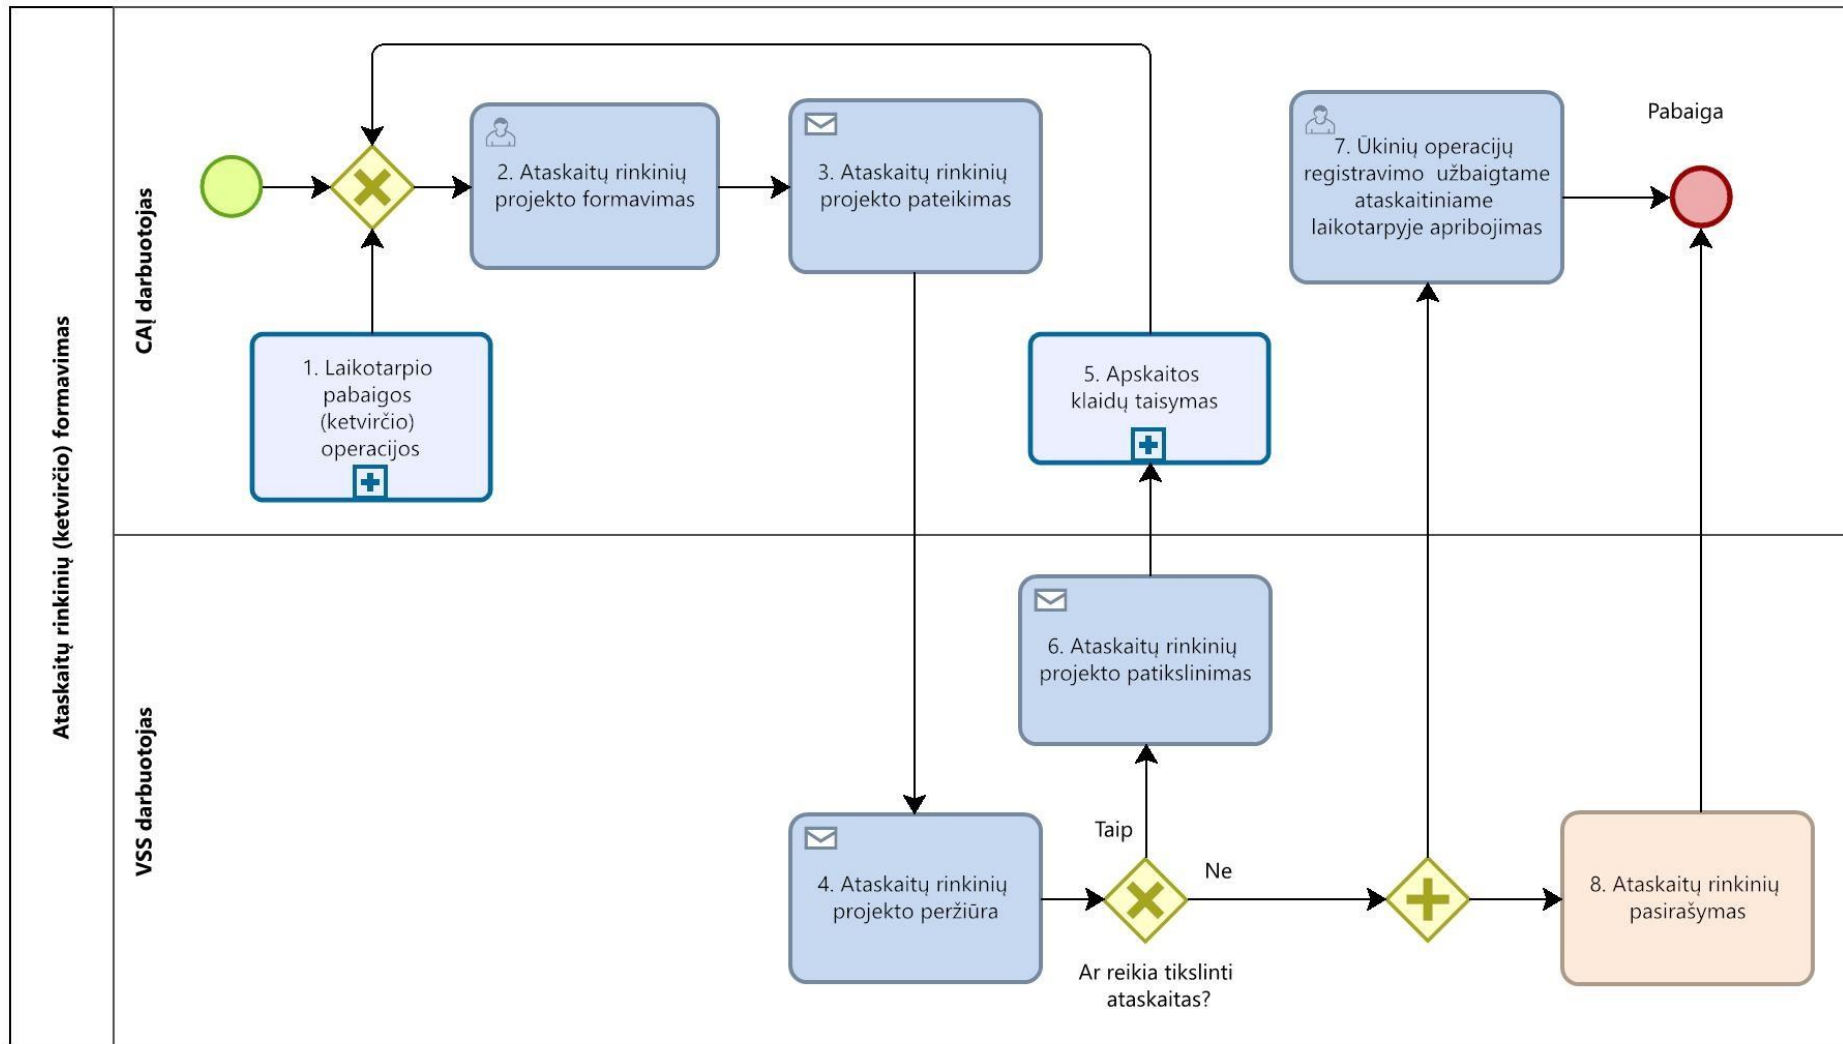 Ataskaitų rinkinių (ketvirčio) formavimas
CAĮ darbuotojas
2. Ataskaitų rinkinių
projekto formavimas
3. Ataskaitų rinkinių
projekto pateikimas
7. Ūkinių operacijų
registravimo užbaigtame
ataskaitiniame
laikotarpyje apribojimas
Pabaiga
1. Laikotarpio
pabaigos
(ketvirčio)
operacijos
5. Apskaitos
klaidų taisymas
VSS darbuotojas
6. Ataskaitų rinkinių
projekto patikslinimas
4. Ataskaitų rinkinių
projekto peržiūra
Taip
Ne
Ar reikia tikslinti
ataskaitas?
8. Ataskaitų rinkinių
pasirašymas